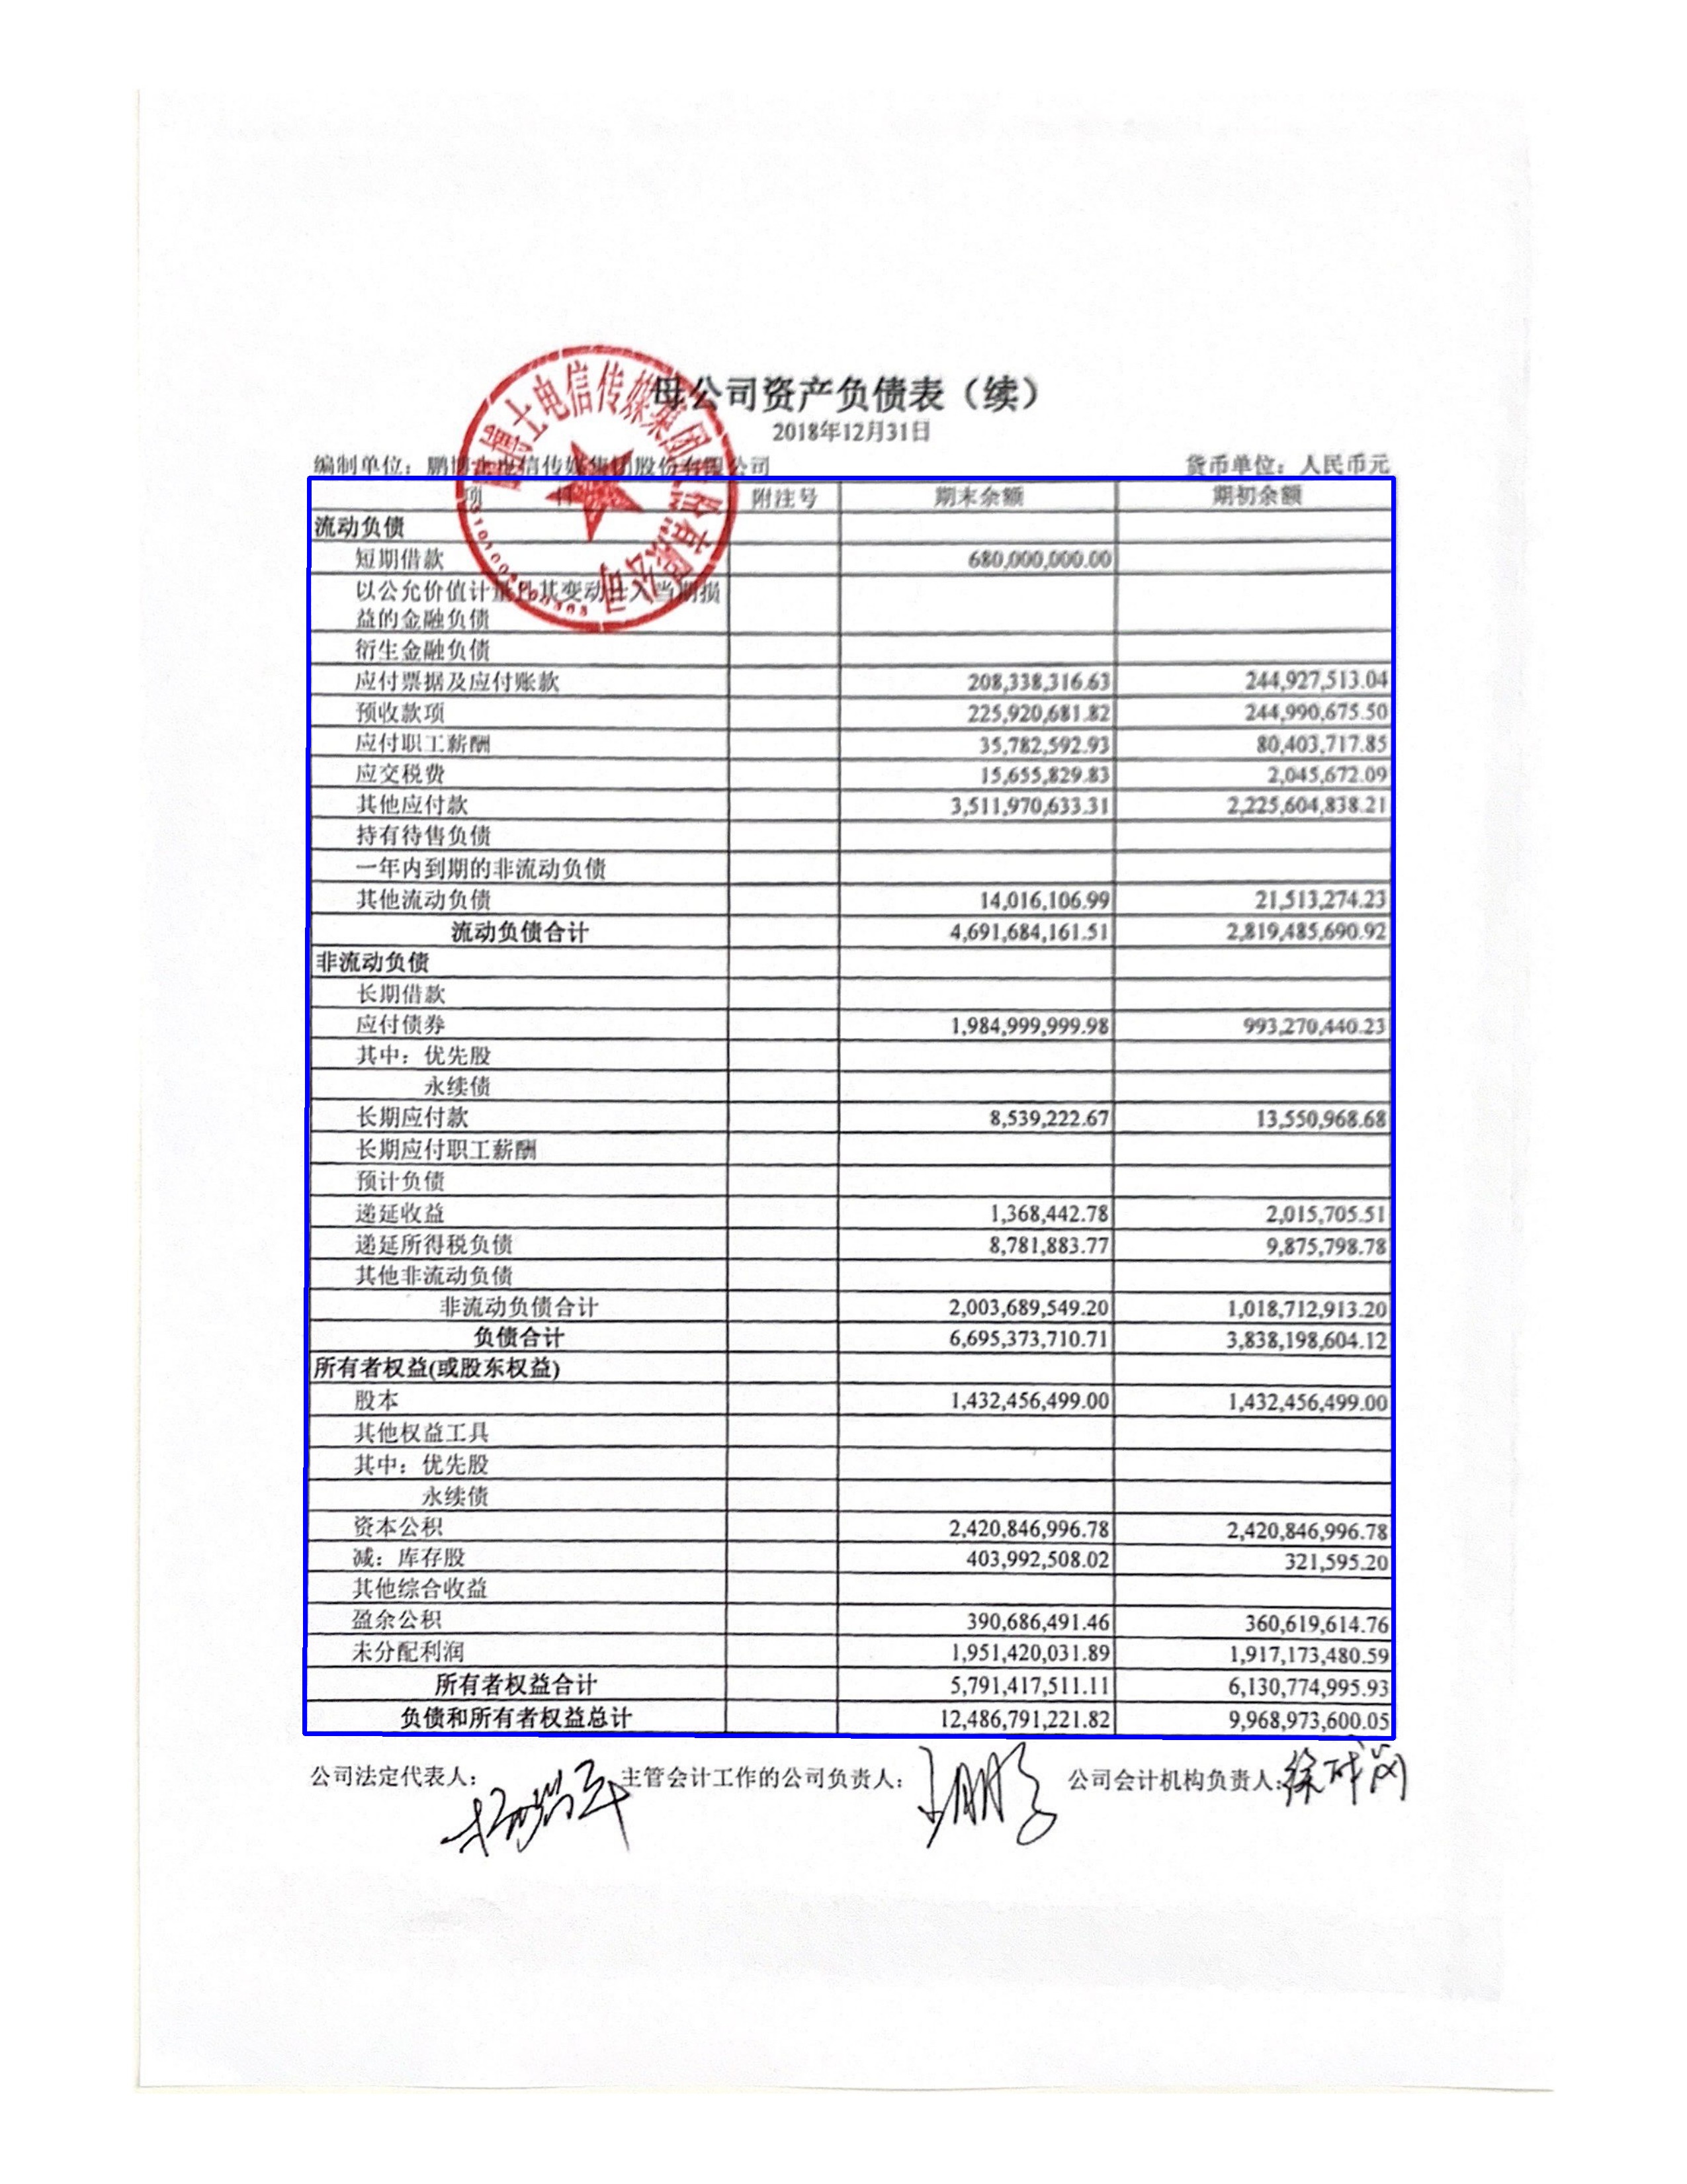 母公司资产负债表（续）
2018年12月31日
编制单位：鹏博士电信传媒集团股份有限公司 货币单位：人民币元
项 目 附注号 期末余额 期初余额
流动负债
短期借款 680,000,000.00
以公允价值计量且其变动计入当期损
益的金融负债
衍生金融负债
应付票据及应付账款 208,338,316.63 244,927,513.04
预收款项 225,920,681.82 244,990,675.50
应付职工薪酬 35,782,592.93 80,403,717.85
应交税费 15,655,829.83 2,045,672.09
其他应付款 3,511,970,633.31 2,225,604,838.21
持有待售负债
一年内到期的非流动负债
其他流动负债 14,016,106.99 21,513,274.23
流动负债合计 4,691,684,161.51 2,819,485,690.92
非流动负债
长期借款
应付债券 1,984,999,999.98 993,270,440.23
其中：优先股
永续债
长期应付款 8,539,222.67 13,550,968.68
长期应付职工薪酬
预计负债
递延收益 1,368,442.78 2,015,705.51
递延所得税负债 8,781,883.77 9,875,798.78
其他非流动负债
非流动负债合计 2,003,689,549.20 1,018,712,913.20
负债合计 6,695,373,710.71 3,838,198,604.12
所有者权益(或股东权益)
股本 1,432,456,499.00 1,432,456,499.00
其他权益工具
其中：优先股
永续债
资本公积 2,420,846,996.78 2,420,846,996.78
减：库存股 403,992,508.02 321,595.20
其他综合收益
盈余公积 390,686,491.46 360,619,614.76
未分配利润 1,951,420,031.89 1,917,173,480.59
所有者权益合计 5,791,417,511.11 6,130,774,995.93
负债和所有者权益总计 12,486,791,221.82 9,968,973,600.05
公司法定代表人： 主管会计工作的公司负责人： 公司会计机构负责人：